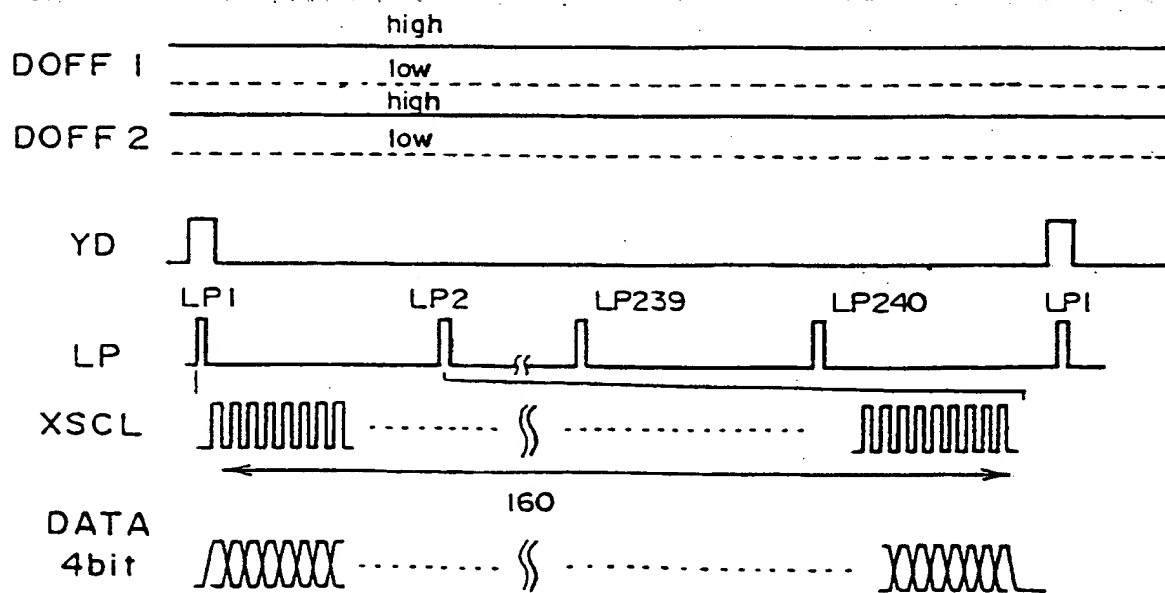 high
DOFF 1
low
high
DOFF 2
low
YD
LP1 LP2 LP239 LP240 LP1
LP
XSCL
160
DATA
4bit